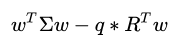 w^T Σw − q ∗ R^T w